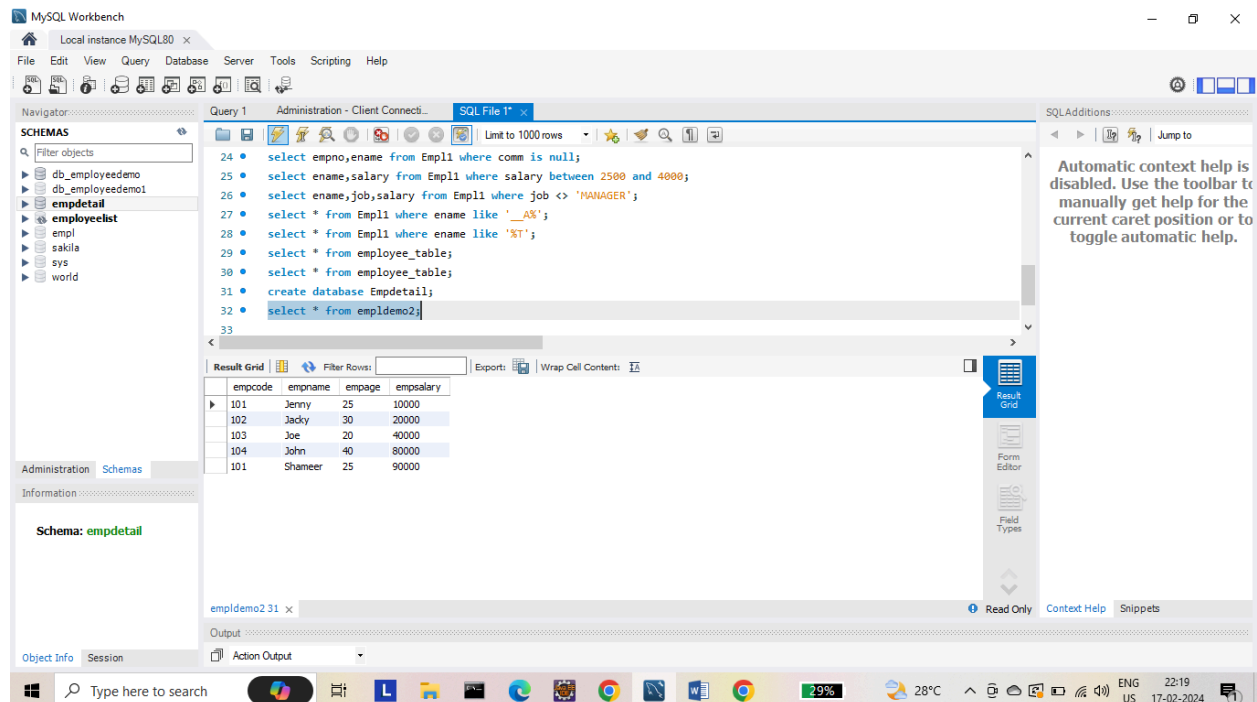 MySQL Workbench
Local instance MySQL80
File Edit View Query Database Server Tools Scripting Help
Navigator
SCHEMAS
Filter objects
db_employeedemo
db_employeedemo1
empdetail
employeelist
empl
sakila
sys
world
Administration Schemas
Information
Schema: empdetail
Object Info Session
Query 1 Administration - Client Connecti... SQL File 1*
Limit to 1000 rows
24 select empno,ename from Empl1 where comm is null;
25 select ename,salary from Empl1 where salary between 2500 and 4000;
26 select ename,job,salary from Empl1 where job <> 'MANAGER';
27 select * from Empl1 where ename like '__A%';
28 select * from Empl1 where ename like '%T';
29 select * from employee_table;
30 select * from employee_table;
31 create database Empdetail;
32 select * from empldemo2;
33
Result Grid Filter Rows: Export: Wrap Cell Content: IA
empcode empname empage empsalary
101 Jenny 25 10000
102 Jacky 30 20000
103 Joe 20 40000
104 John 40 80000
101 Shameer 25 90000
Result
Grid
Form
Editor
Field
Types
empldemo2 31
Read Only
Output
Action Output
SQLAdditions
Jump to
Automatic context help is
disabled. Use the toolbar to
manually get help for the
current caret position or to
toggle automatic help.
Context Help Snippets
Type here to search
L
29%
28°C
ENG
US
22:19
17-02-2024